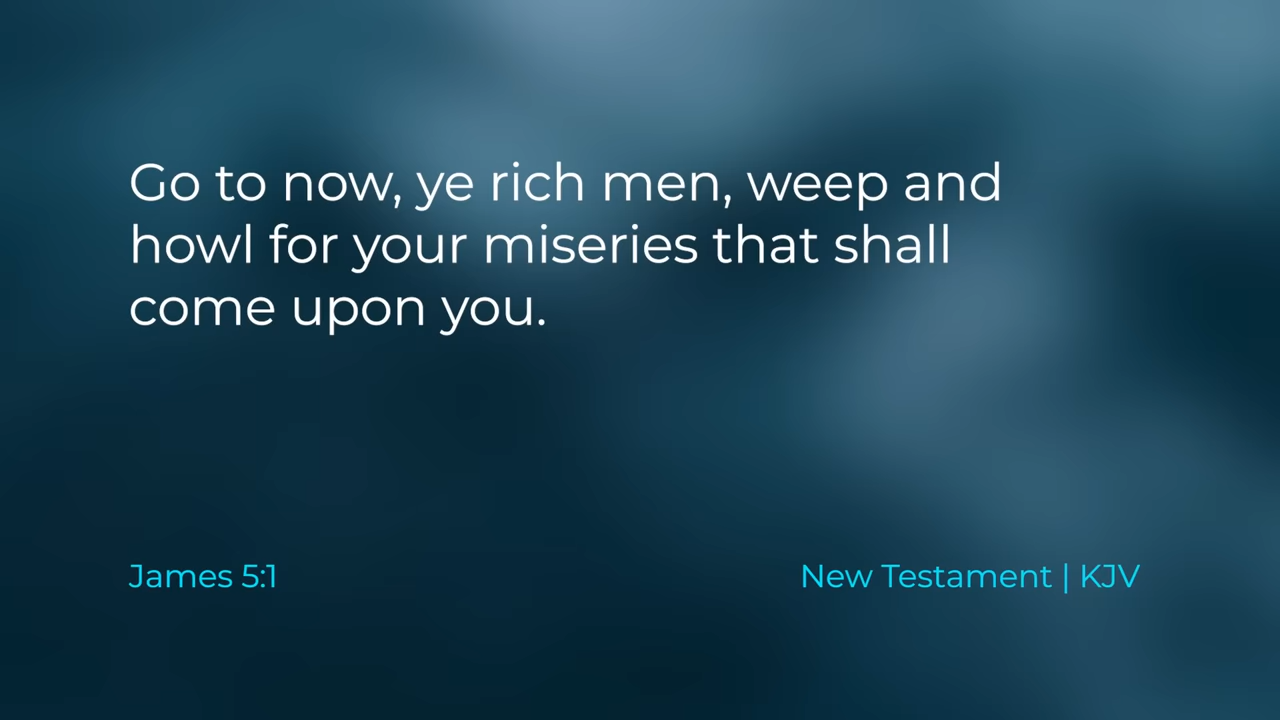 Go to now, ye rich men, weep and
howl for your miseries that shall
come upon you.
James 5:1
New Testament | KJV